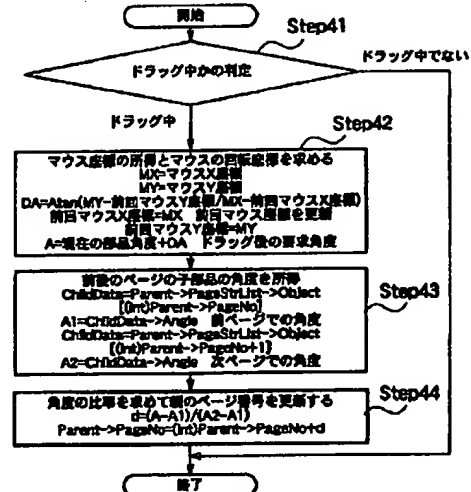 開始
Step41
ドラッグ中かの判定
ドラッグ中でない
ドラッグ中
Step42
マウス座標の所得とマウスの回転座標を求める
MX=マウスX座標
MY=マウスY座標
DA=Atan(MY-前回マウスY座標/MX-前回マウスX座標)
前回マウスX座標=MX 前回マウス座標を更新
前回マウスY座標=MY
A=現在の部品角度+DA ドラッグ後の要求角度
Step43
前後のページの子部品の角度を所得
ChildData=Parent->PageStrList->Object
[(int)Parent->PageNo]
A1=ChildData->Angle 前ページでの角度
ChildData=Parent->PageStrList->Object
[(int)Parent->PageNo+1]
A2=ChildData->Angle 次ページでの角度
Step44
角度の比率を求めて親のページ番号を更新する
d=(A-A1)/(A2-A1)
Parent->PageNo=(int)Parent->PageNo+d
終了